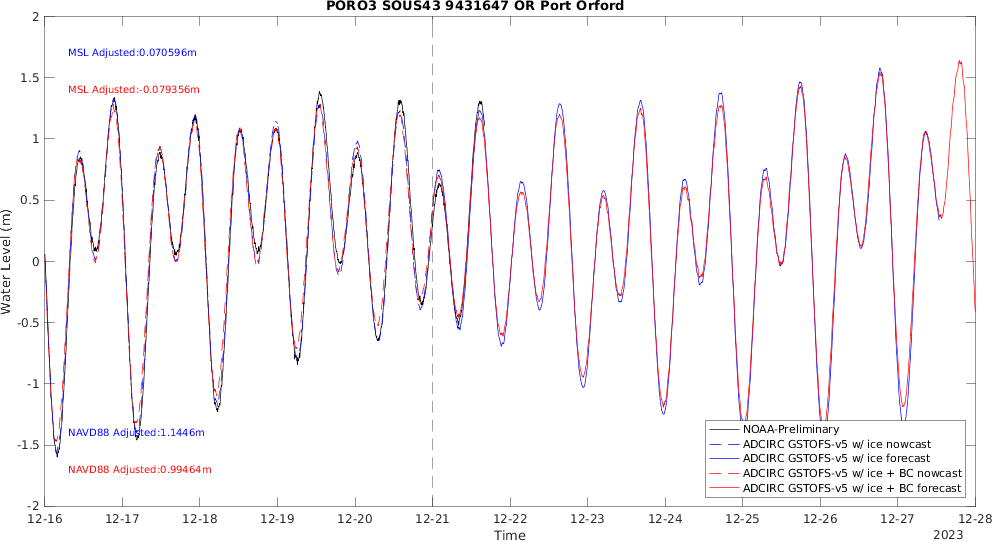 PORO3 SOUS43 9431647 OR Port Orford
MSL Adjusted:0.070596m
MSL Adjusted:-0.079356m
NAVD88 Adjusted:1.1446m
NAVD88 Adjusted:0.99464m
Water Level (m)
2
1.5
1
0.5
0
-0.5
-1
-1.5
-2
NOAA-Preliminary
ADCIRC GSTOFS-v5 w/ ice nowcast
ADCIRC GSTOFS-v5 w/ ice forecast
ADCIRC GSTOFS-v5 w/ ice + BC nowcast
ADCIRC GSTOFS-v5 w/ ice + BC forecast
12-16 12-17 12-18 12-19 12-20 12-21 12-22 12-23 12-24 12-25 12-26 12-27 12-28
Time
2023